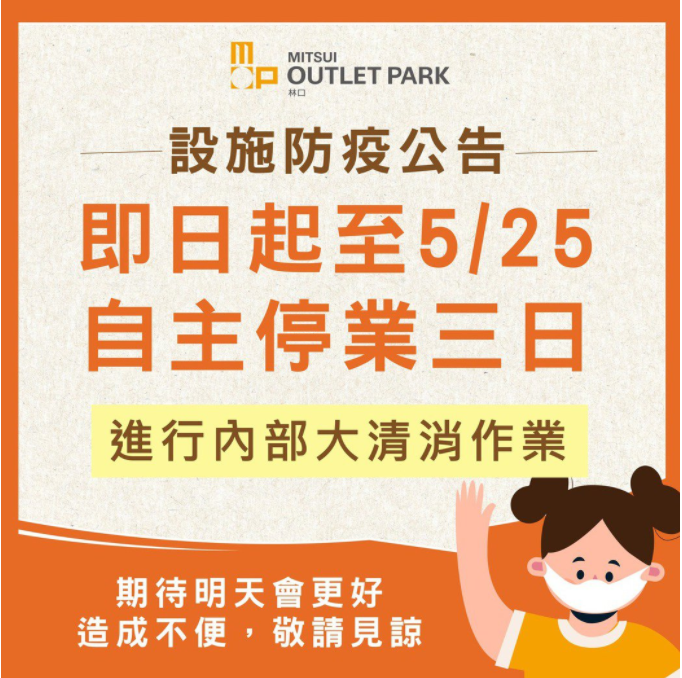 mop
MITSUI
OUTLET PARK
林口
設施防疫公告
即日起至5/25
自主停業三日
進行內部大清消作業
期待明天會更好
造成不便，敬請見諒